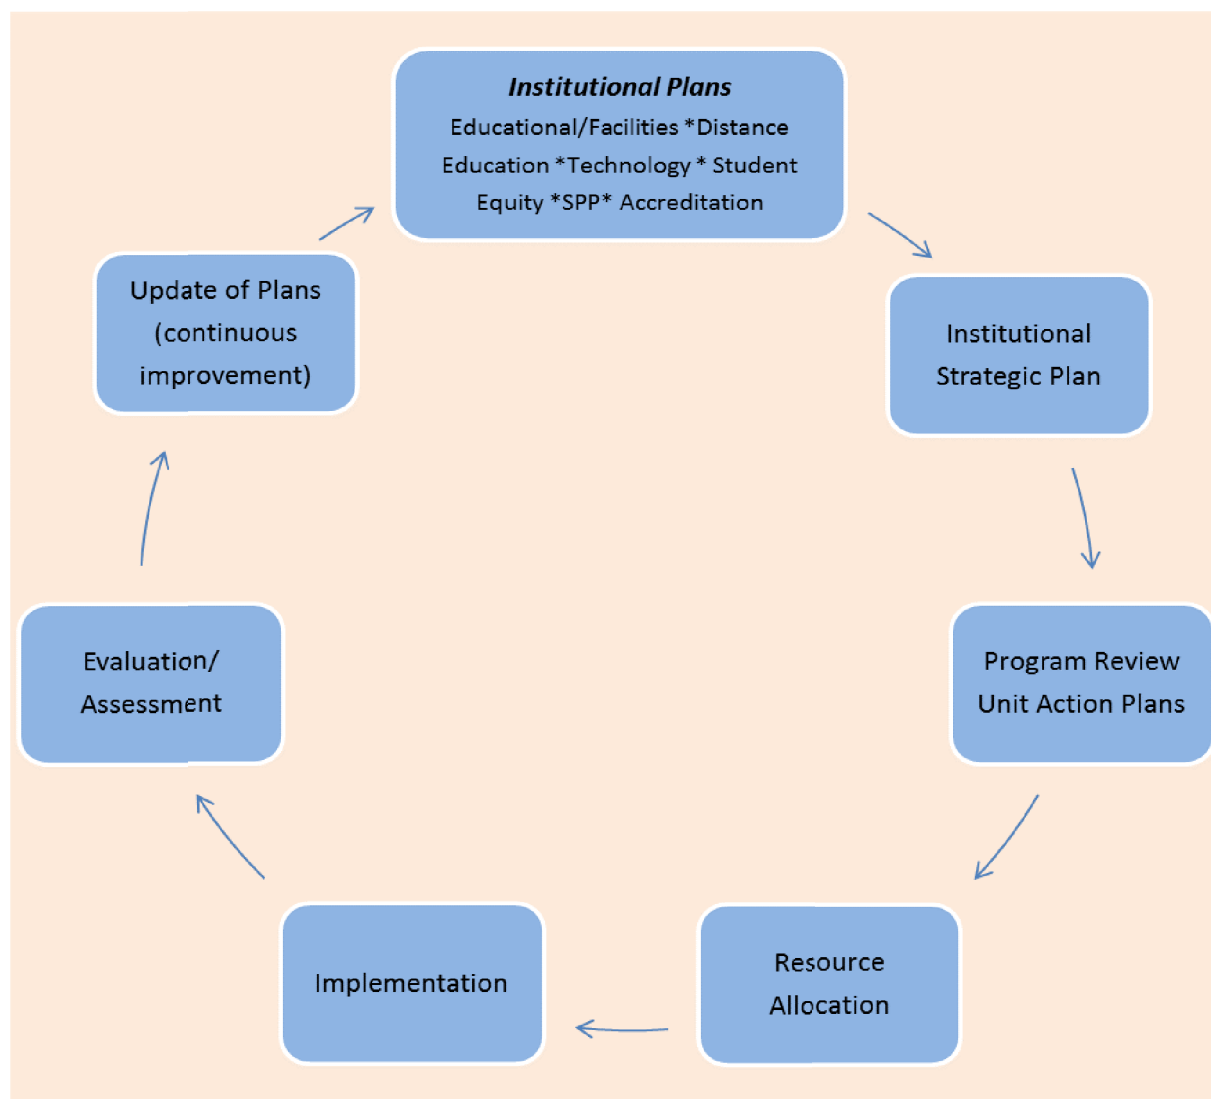 Institutional Plans
Educational/Facilities *Distance
Education *Technology * Student
Equity *SPP* Accreditation
Institutional
Strategic Plan
Program Review
Unit Action Plans
Resource
Allocation
Implementation
Evaluation/
Assessment
Update of Plans
(continuous
improvement)